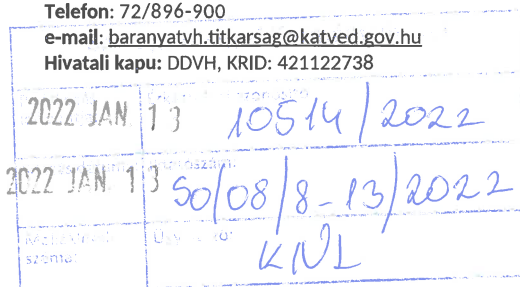 Telefon: 72/896-900
e-mail: baranyatvh.titkarsag@katved.gov.hu
Hivatali kapu: DDVH, KRID: 421122738
2022 JAN 13 10514/2022
2022 JAN 13 50/08/8-13/2022
száma: